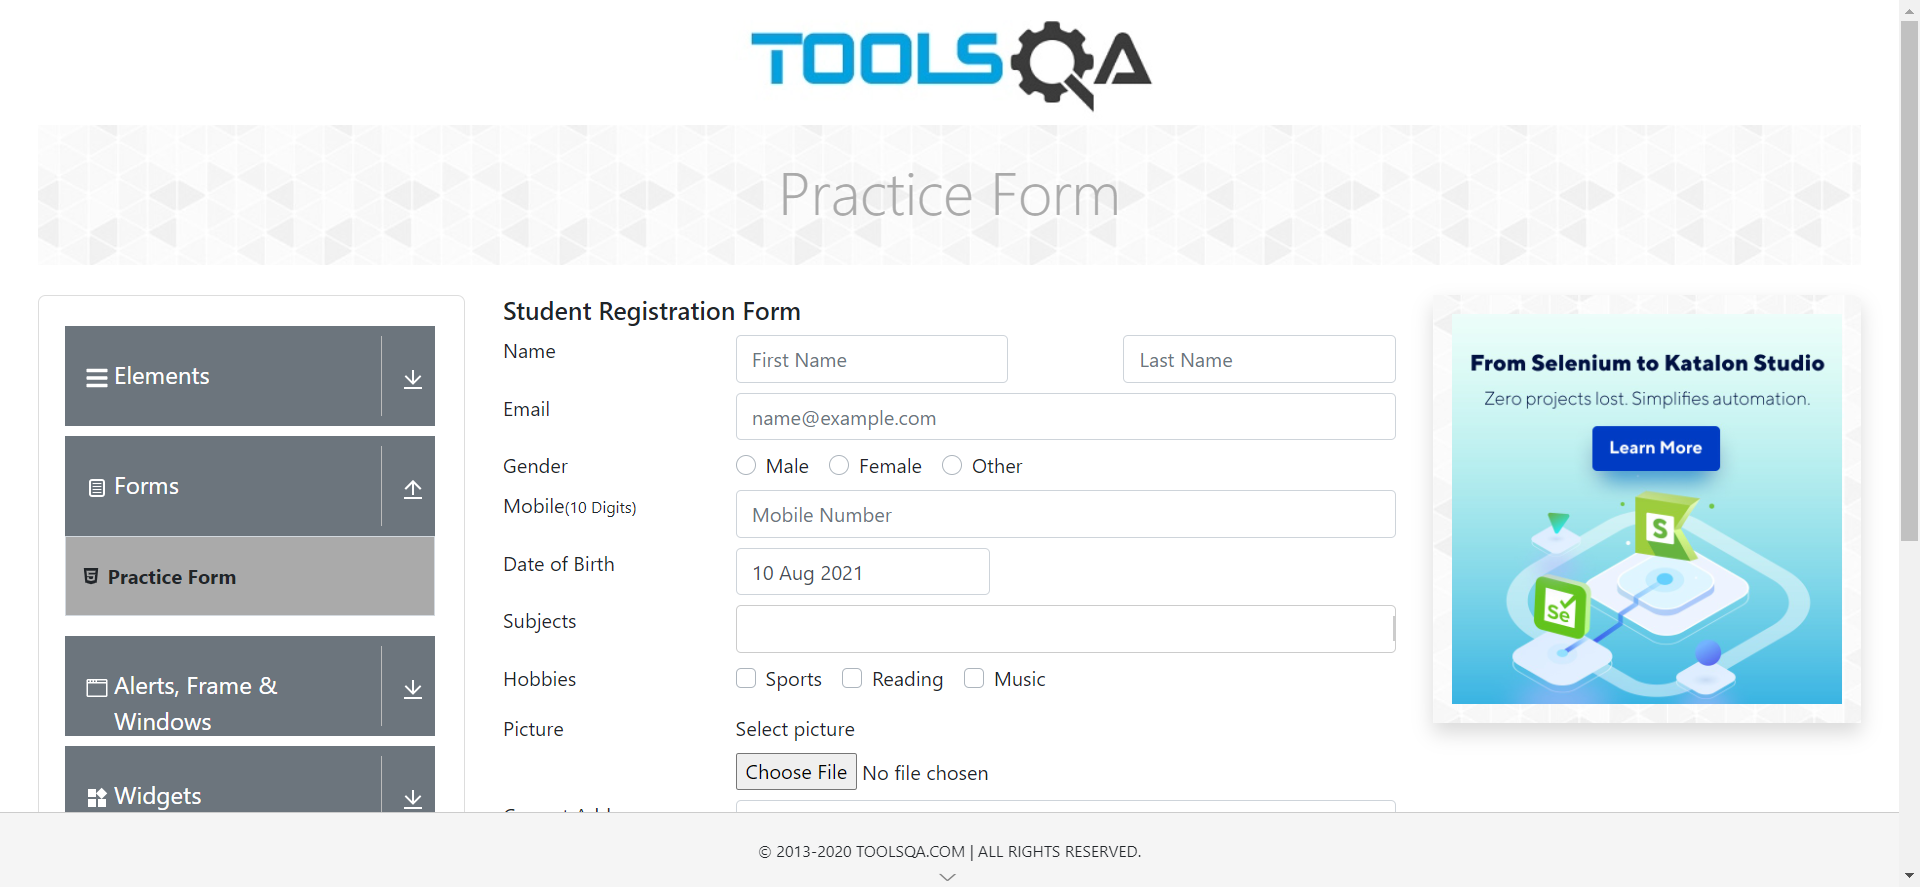 TOOLSQA
Practice Form
Elements
Forms
Practice Form
Alerts, Frame &
Windows
Widgets
Student Registration Form
Name
First Name
Last Name
Email
name@example.com
Gender
Male
Female
Other
Mobile(10 Digits)
Mobile Number
Date of Birth
10 Aug 2021
Subjects
Hobbies
Sports
Reading
Music
Picture
Select picture
Choose File No file chosen
From Selenium to Katalon Studio
Zero projects lost. Simplifies automation.
Learn More
S
Se
© 2013-2020 TOOLSQA.COM | ALL RIGHTS RESERVED.